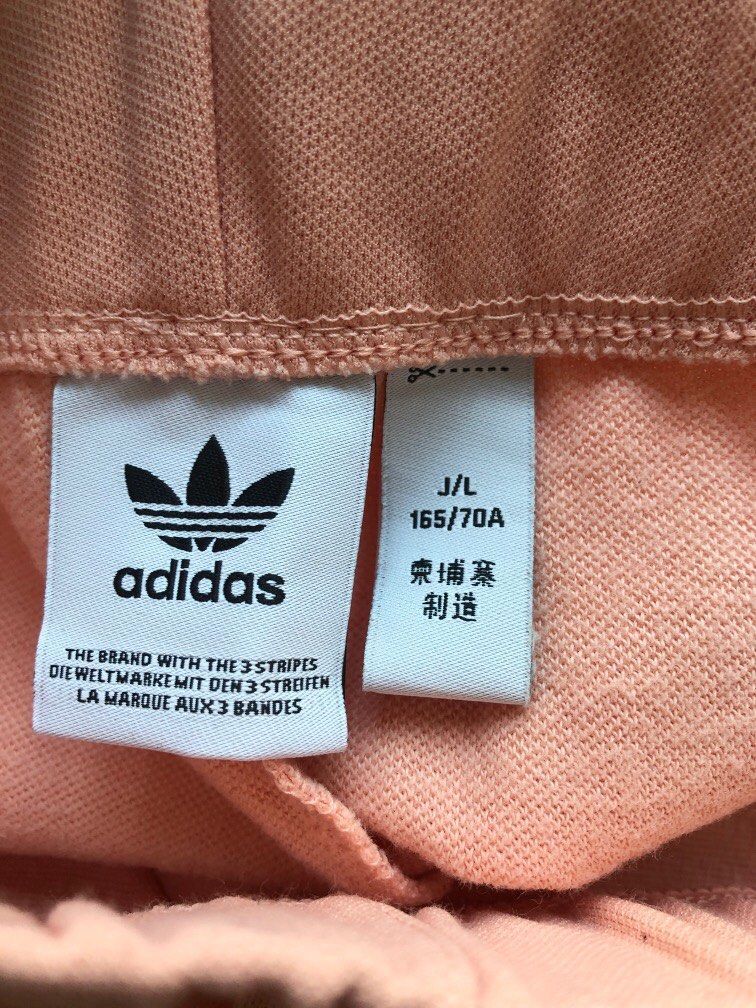 adidas
THE BRAND WITH THE 3 STRIPES
DIE WELTMARKE MIT DEN 3 STREIFEN
LA MARQUE AUX 3 BANDES
J/L
165/70A
柬埔寨
制造